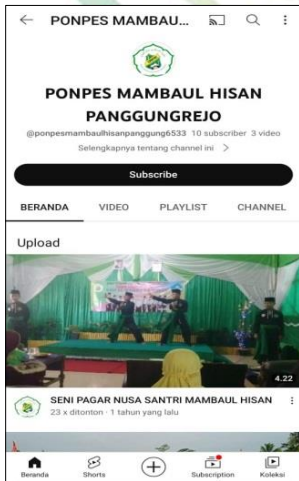 PONPES MAMBAU...
PONPES MAMBAUL HISAN
PANGGUNGREJO
@ponpesmambaulhisanpanggung6533 10 subscriber 3 video
Selengkapnya tentang channel ini >
Subscribe
BERANDA VIDEO PLAYLIST CHANNEL
Upload
4.22
SENI PAGAR NUSA SANTRI MAMBAUL HISAN
23 x ditonton · 1 tahun yang lalu
Beranda Shorts Subscription Koleksi